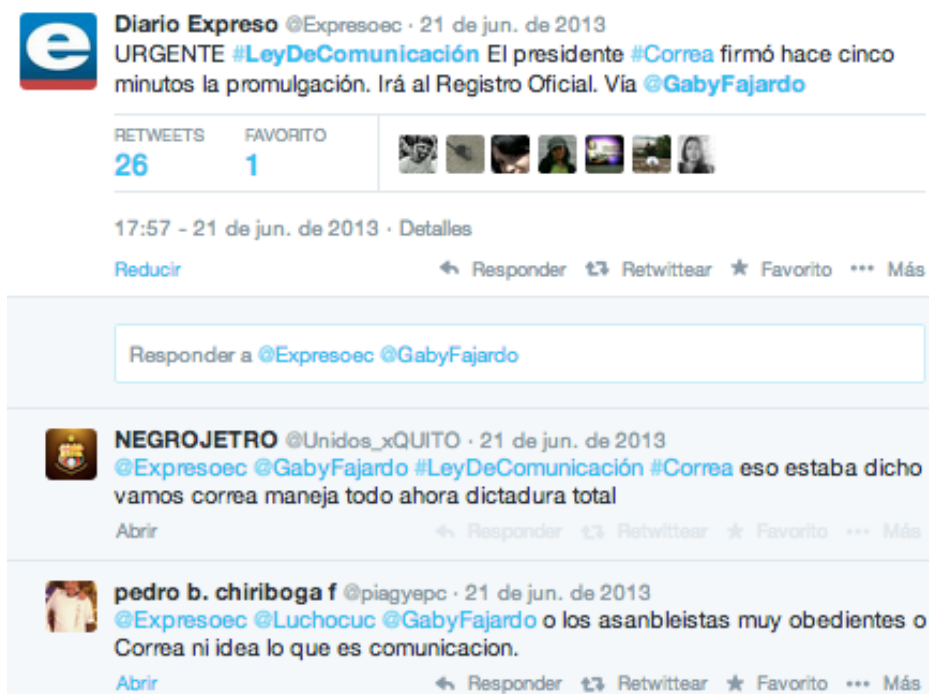 Diario Expreso @Expresoec · 21 de jun. de 2013
URGENTE #LeyDeComunicación El presidente #Correa firmó hace cinco
minutos la promulgación. Irá al Registro Oficial. Vía @GabyFajardo
RETWEETS FAVORITO
26 1
17:57 - 21 de jun. de 2013 · Detalles
Reducir Responder Retwittear Favorito ••• Más
Responder a @Expresoec @GabyFajardo
NEGROJETRO @Unidos_xQUITO · 21 de jun. de 2013
@Expresoec @GabyFajardo #LeyDeComunicación #Correa eso estaba dicho
vamos correa maneja todo ahora dictadura total
Abrir Responder Retwittear Favorito ••• Más
pedro b. chiriboga f @piagyepc · 21 de jun. de 2013
@Expresoec @Luchocuc @GabyFajardo o los asanbleistas muy obedientes o
Correa ni idea lo que es comunicacion.
Abrir Responder Retwittear Favorito ••• Más